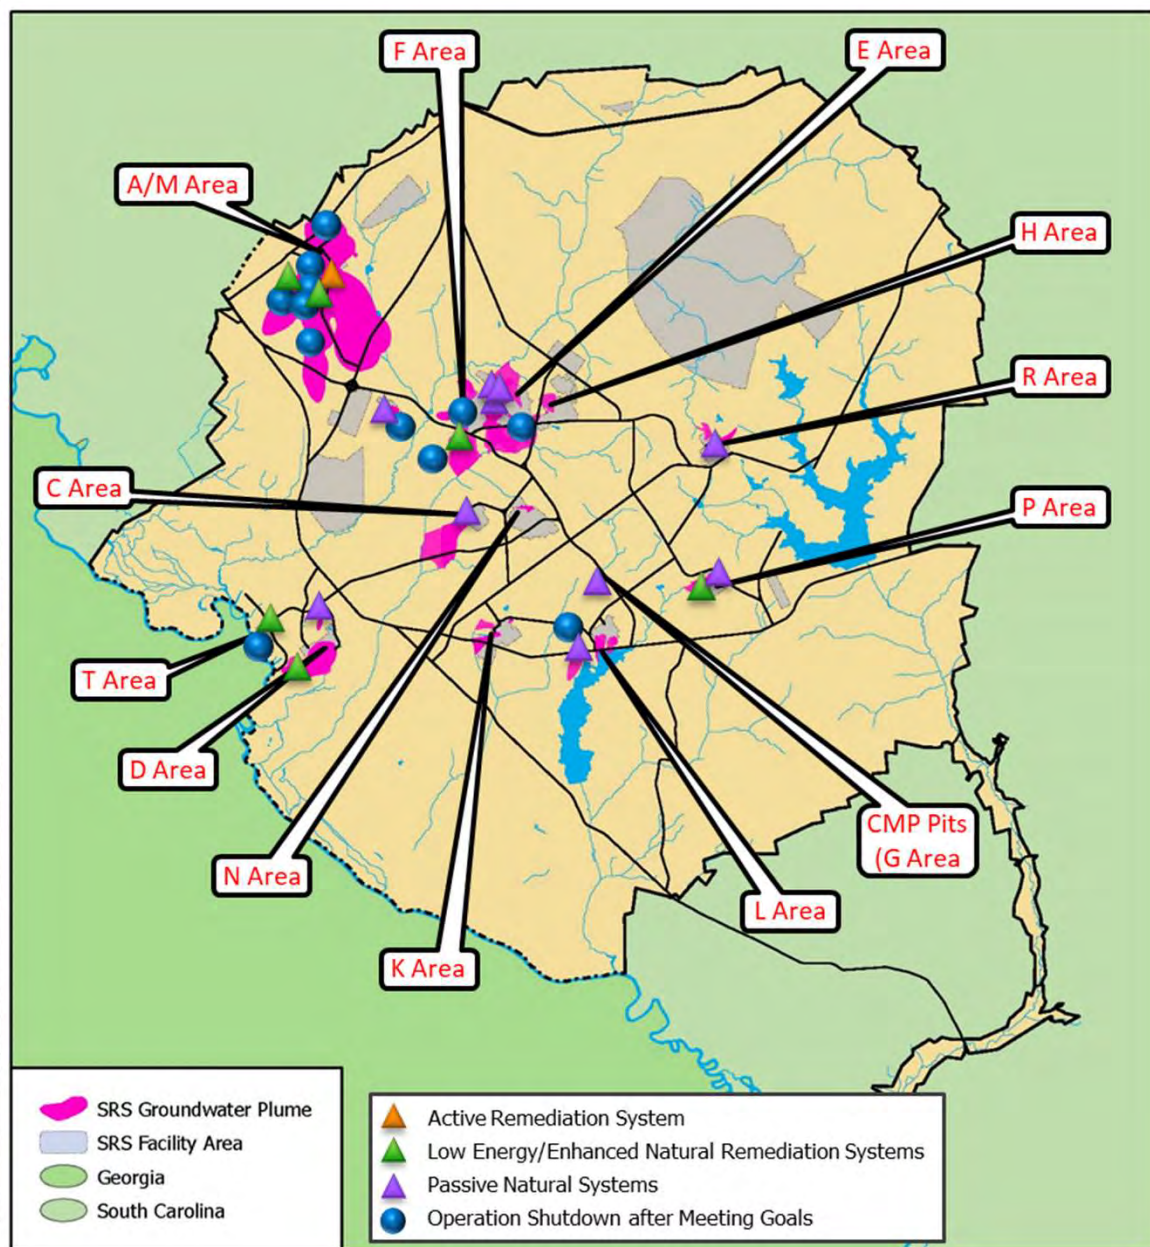 F Area
E Area
A/M Area
H Area
R Area
C Area
P Area
T Area
D Area
CMP Pits
(G Area
N Area
L Area
K Area
SRS Groundwater Plume
SRS Facility Area
Georgia
South Carolina
Active Remediation System
Low Energy/Enhanced Natural Remediation Systems
Passive Natural Systems
Operation Shutdown after Meeting Goals